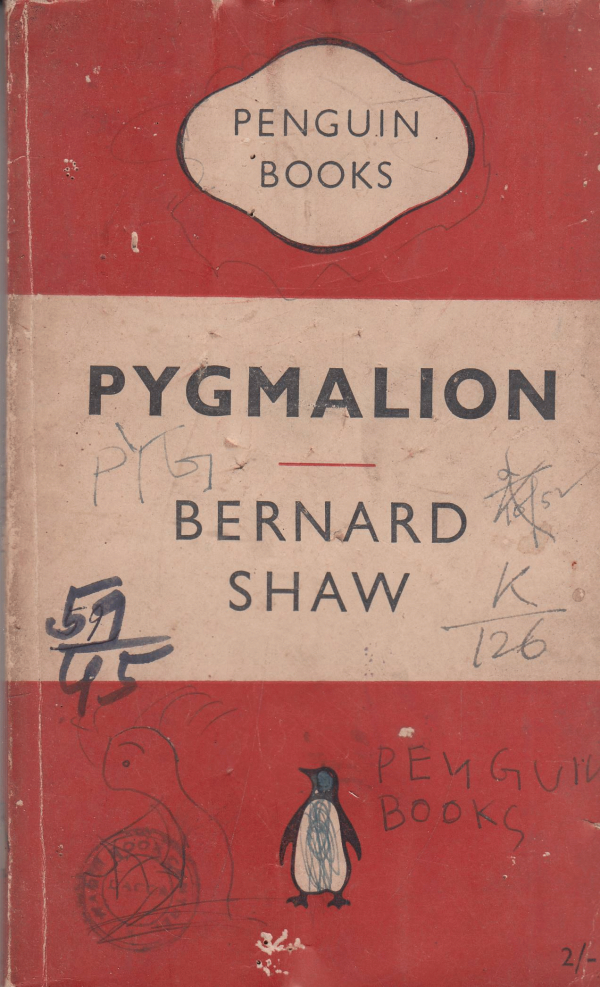 PENGUIN
BOOKS
PYGMALION
PYG
BERNARD
SHAW
K
126
59
45
PENGUIN
BOOKS
2/-